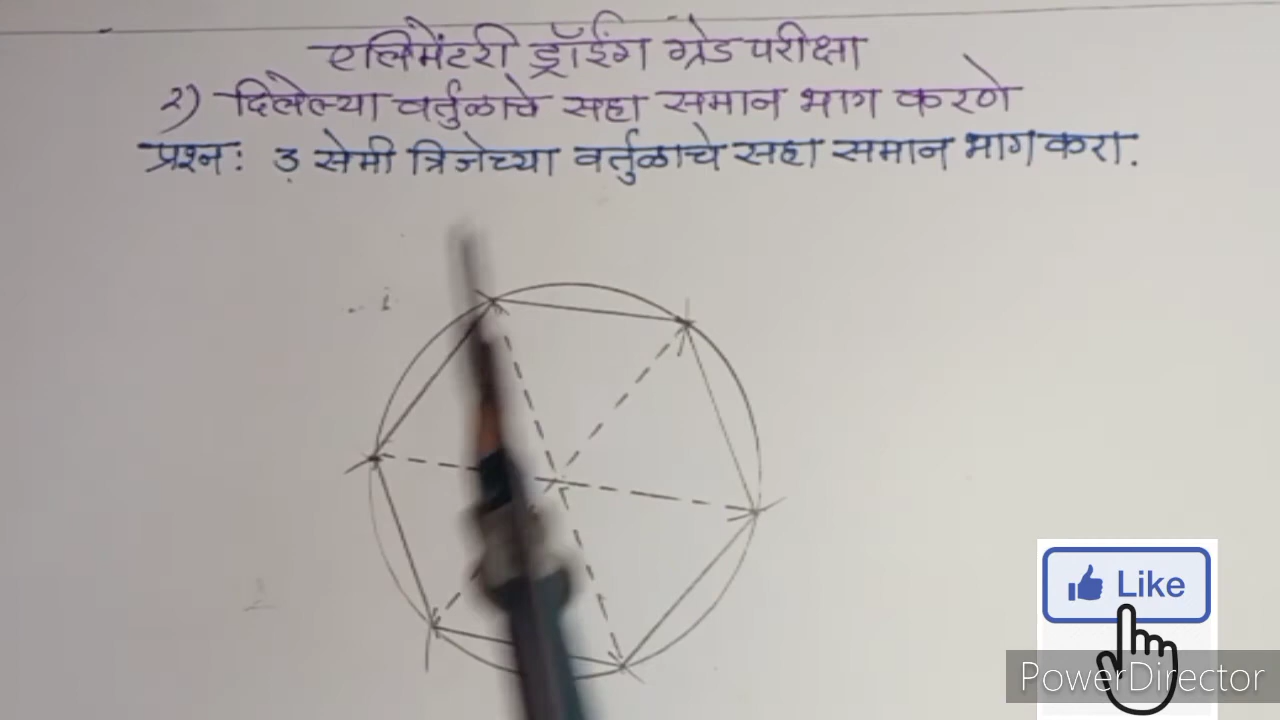 एलिमेंटरी ड्रॉईंग ग्रेड परीक्षा
२) दिलेल्या वर्तुळाचे सहा समान भाग करणे
प्रश्न: ३ सेमी त्रिजेच्या वर्तुळाचे सहा समान भाग करा.
Like
PowerDirector